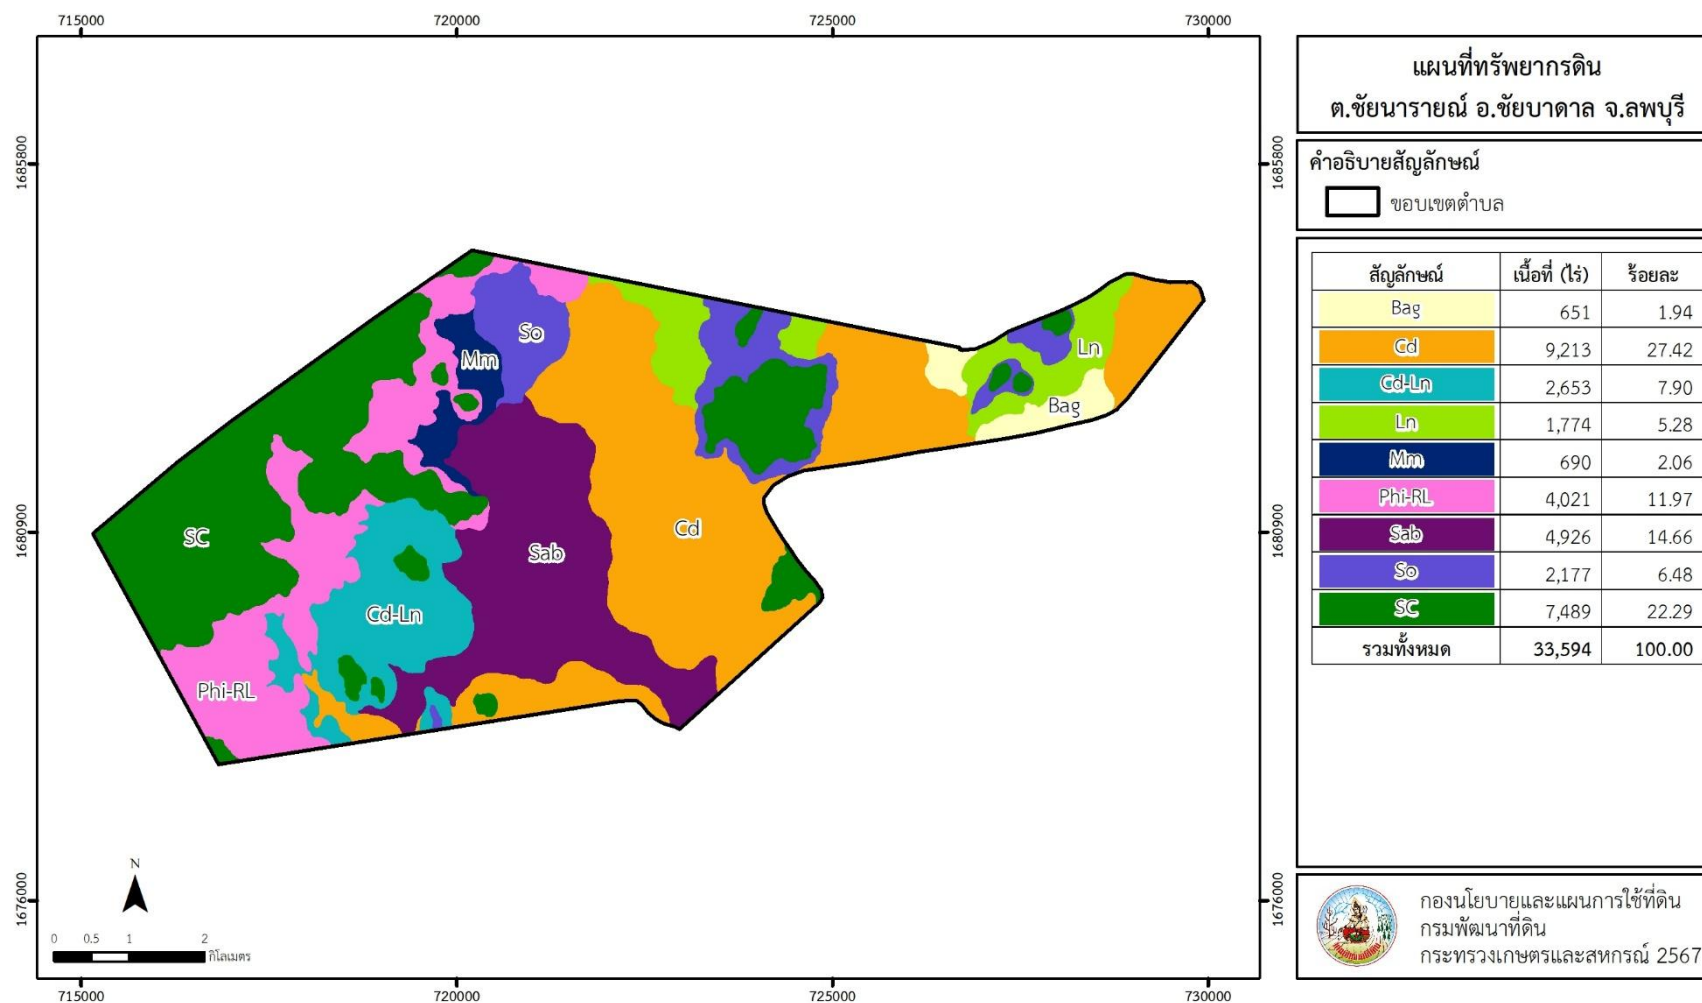 715000 720000 725000 730000
1685800 1685800
1680900 1680900
1676000 1676000
So
Mm
Ln
Bag
SC
Cd
Sab
Cd-Ln
Phi-RL
N
0 0.5 1 2
กิโลเมตร
715000 720000 725000 730000
แผนที่ทรัพยากรดิน
ต.ชัยนารายณ์ อ.ชัยบาดาล จ.ลพบุรี
คำอธิบายสัญลักษณ์
ขอบเขตตำบล
สัญลักษณ์ เนื้อที่ (ไร่) ร้อยละ
Bag 651 1.94
Cd 9,213 27.42
Cd-Ln 2,653 7.90
Ln 1,774 5.28
Mm 690 2.06
Phi-RL 4,021 11.97
Sab 4,926 14.66
So 2,177 6.48
SC 7,489 22.29
รวมทั้งหมด 33,594 100.00
กองนโยบายและแผนการใช้ที่ดิน
กรมพัฒนาที่ดิน
กระทรวงเกษตรและสหกรณ์ 2567